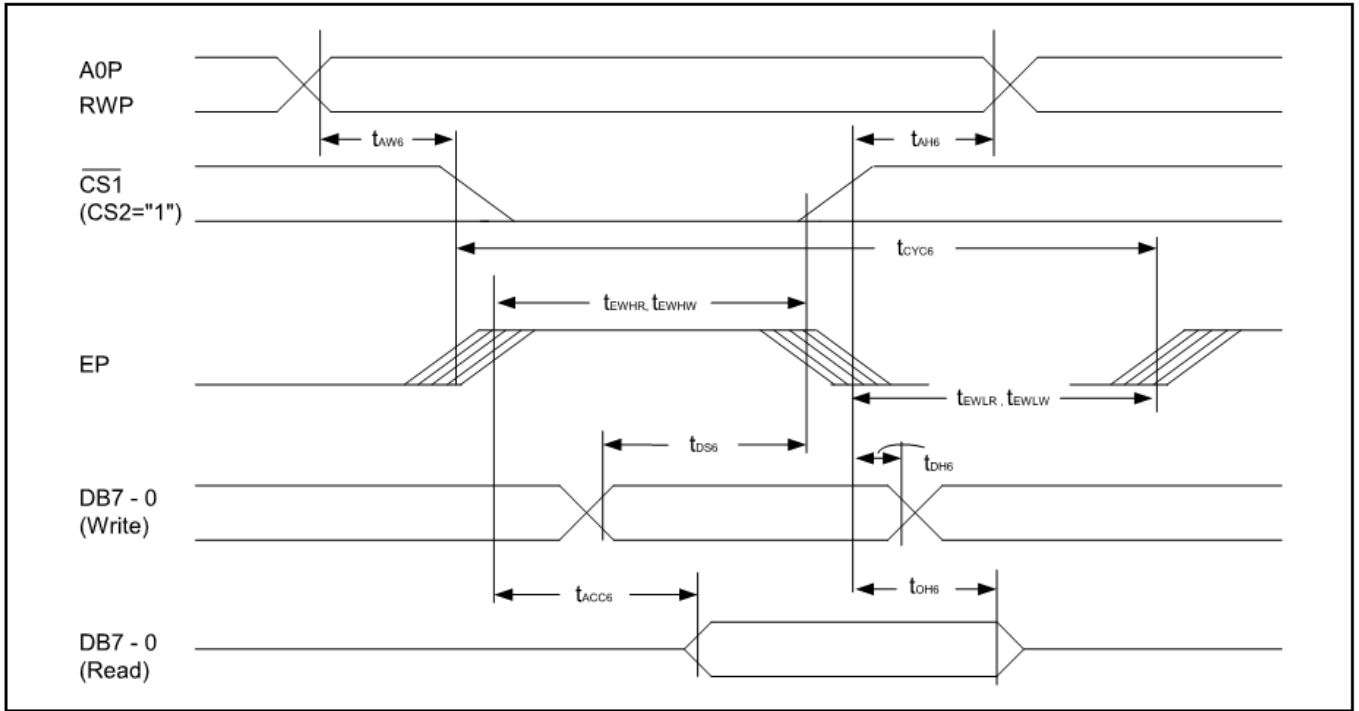 A0P
RWP
tAW6
tAH6
CS1
(CS2="1")
tCYC6
tEWHR, tEWHW
EP
tEWLR , tEWLW
tDS6
tDH6
DB7 - 0
(Write)
tACC6
tOH6
DB7 - 0
(Read)